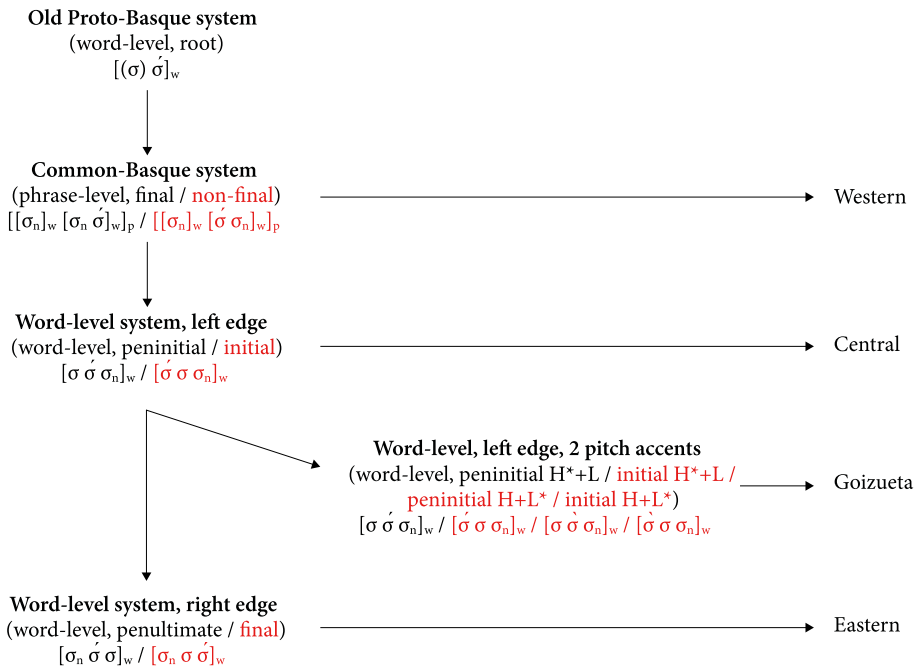 Old Proto-Basque system
(word-level, root)
[(σ) σ́]w
Common-Basque system
(phrase-level, final / non-final)
[[σn]w [σn σ́]w]p / [[σn]w [σ́ σn]w]p
Western
Word-level system, left edge
(word-level, peninitial / initial)
[σ σ́ σn]w / [σ́ σ σn]w
Central
Word-level, left edge, 2 pitch accents
(word-level, peninitial H*+L / initial H*+L /
peninitial H+L* / initial H+L*)
[σ σ́ σn]w / [σ́ σ σn]w / [σ σ̀ σn]w / [σ̀ σ σn]w
Goizueta
Word-level system, right edge
(word-level, penultimate / final)
[σn σ́ σ]w / [σn σ σ́]w
Eastern